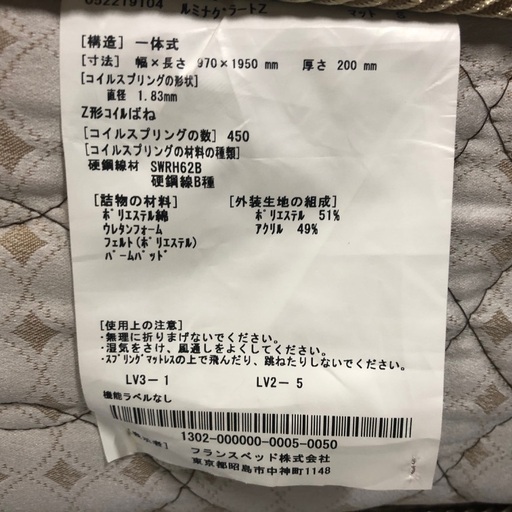 052219104 ルミナグラートZ
[構造] 一体式
[寸法] 幅×長さ 970×1950 mm 厚さ 200 mm
[コイルスプリングの形状]
直径 1.83mm
Z形コイルばね
[コイルスプリングの数] 450
[コイルスプリングの材料の種類]
硬鋼線材 SWRH62B
硬鋼線B種
[詰物の材料] [外装生地の組成]
ポリエステル綿 ポリエステル 51%
ウレタンフォーム アクリル 49%
フェルト(ポリエステル)
パームパッド
[使用上の注意]
・無理に折りまげないでください。
・湿気をさけ、風通しをよくしてください。
・スプリングマットレスの上で飛んだり、跳ねたりしないでください。
LV3-1 LV2-5
機能ラベルなし
1302-000000-0005-0050
フランスベッド株式会社
東京都昭島市中神町1148